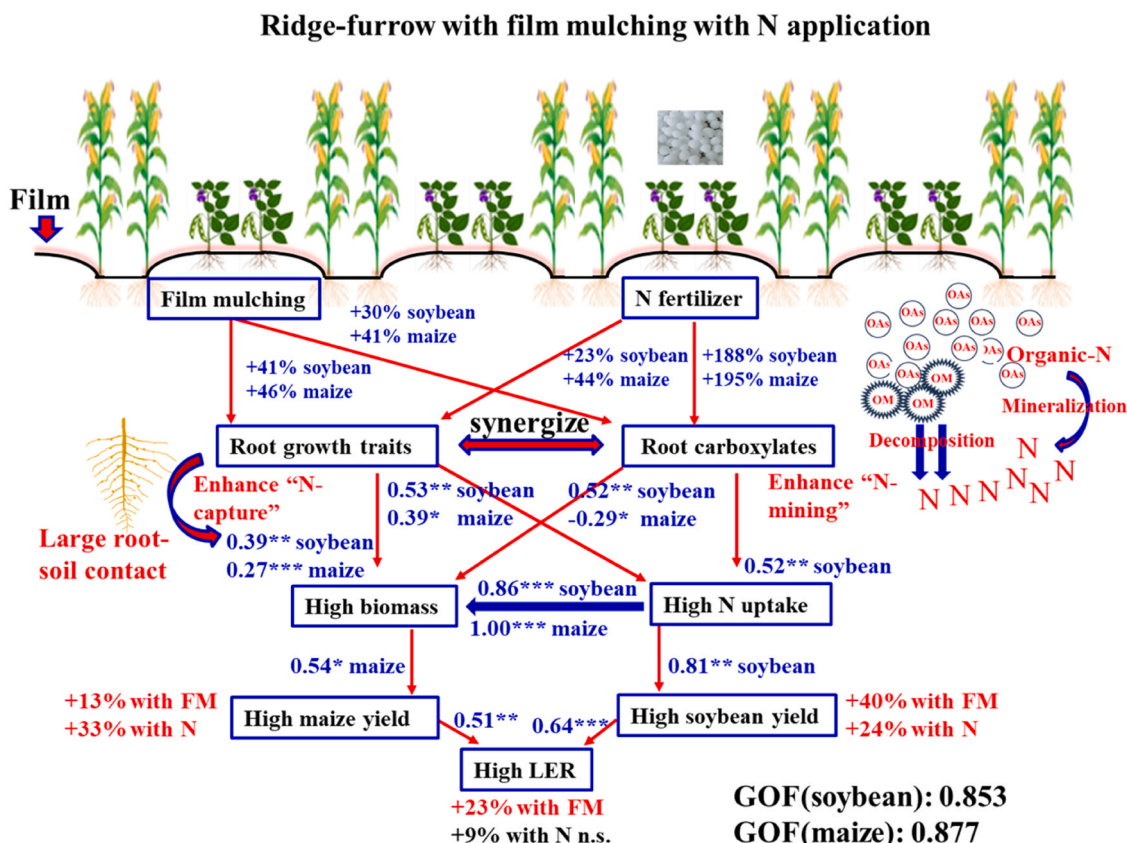 Ridge-furrow with film mulching with N application
Film
Film mulching
N fertilizer
+30% soybean
+41% maize
+41% soybean
+46% maize
+23% soybean
+44% maize
+188% soybean
+195% maize
OAs
OAs
OAs
OAs
OAs
OAs
OAs
OAs
OAs
OAs
OAs
OAs
OM
OM
OM
Organic-N
Mineralization
Decomposition
N
N
N
N
N
N
N
N
synergize
Root growth traits
Root carboxylates
Enhance “N-
capture”
Large root-
soil contact
0.53** soybean
0.39* maize
0.52** soybean
-0.29* maize
Enhance “N-
mining”
0.39** soybean
0.27*** maize
0.52** soybean
High biomass
0.86*** soybean
1.00*** maize
High N uptake
0.54* maize
0.81** soybean
+13% with FM
+33% with N
High maize yield
0.51**
0.64***
High soybean yield
+40% with FM
+24% with N
High LER
+23% with FM
+9% with N n.s.
GOF(soybean): 0.853
GOF(maize): 0.877